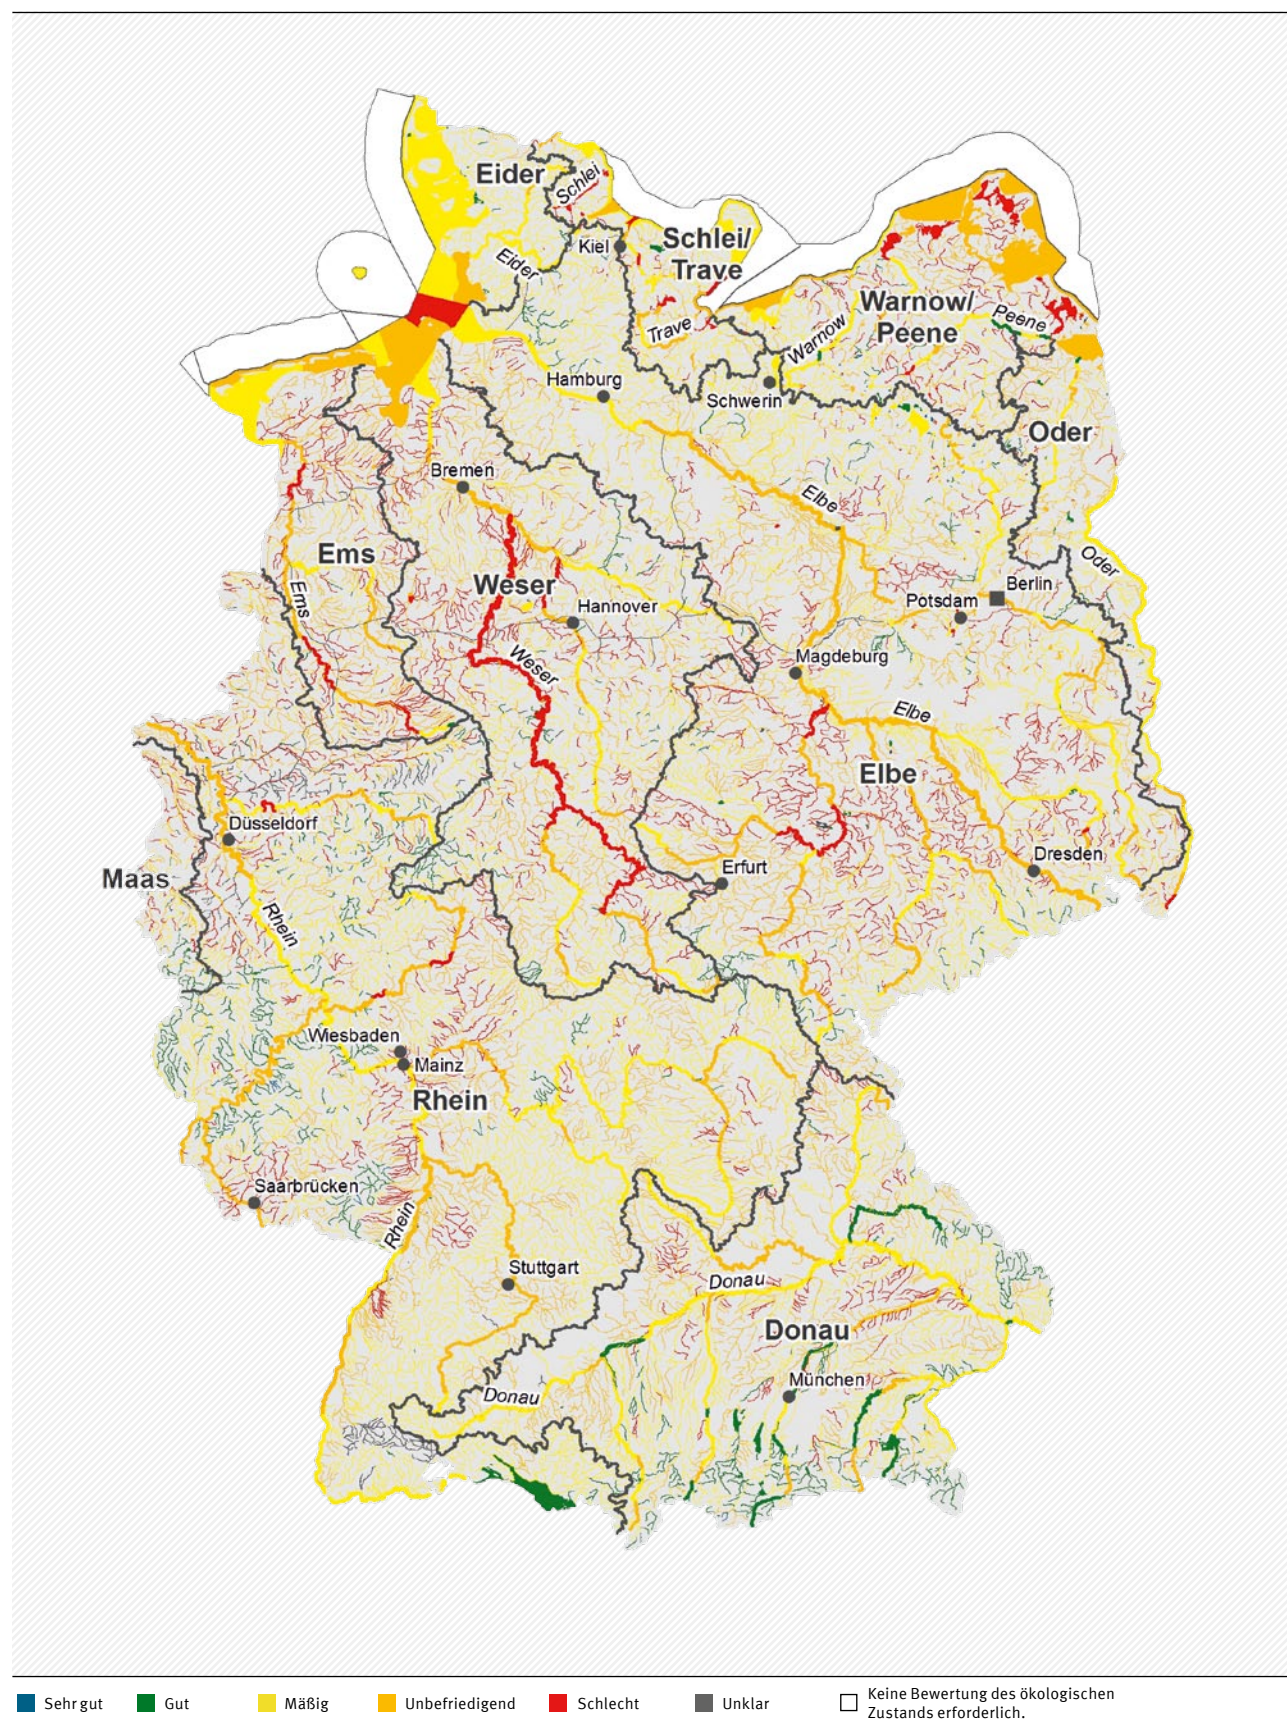 Eider
Schlei
Kiel
Schlei/
Trave
Eider
Warnow/
Peene
Peene
Trave
Warnow
Hamburg
Schwerin
Oder
Bremen
Elbe
Ems
Oder
Weser
Berlin
Ems
Hannover
Potsdam
Weser
Magdeburg
Elbe
Elbe
Düsseldorf
Dresden
Erfurt
Maas
Rhein
Wiesbaden
Mainz
Rhein
Saarbrücken
Rhein
Stuttgart
Donau
Donau
München
Donau
Sehr gut
Gut
Mäßig
Unbefriedigend
Schlecht
Unklar
Keine Bewertung des ökologischen
Zustands erforderlich.